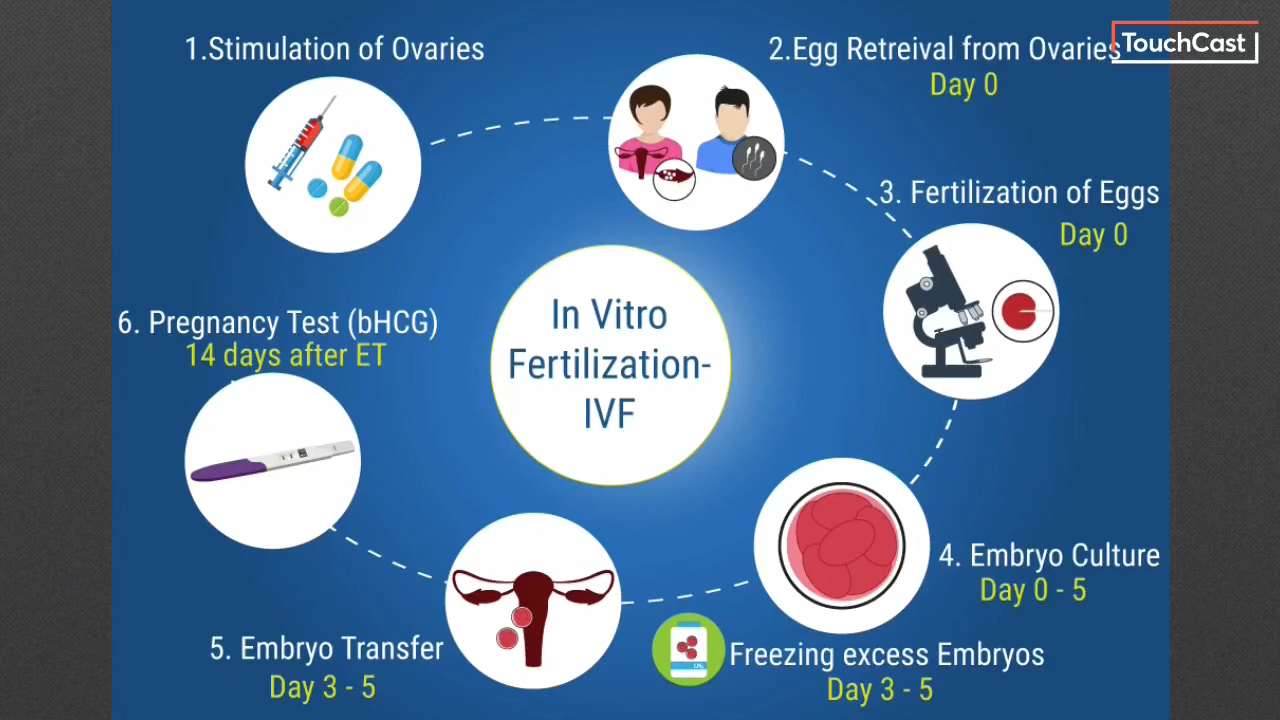 1.Stimulation of Ovaries
2.Egg Retreival from Ovaries
Day 0
TouchCast
3. Fertilization of Eggs
Day 0
In Vitro
Fertilization-
IVF
4. Embryo Culture
Day 0 - 5
Freezing excess Embryos
Day 3 - 5
5. Embryo Transfer
Day 3 - 5
6. Pregnancy Test (bHCG)
14 days after ET